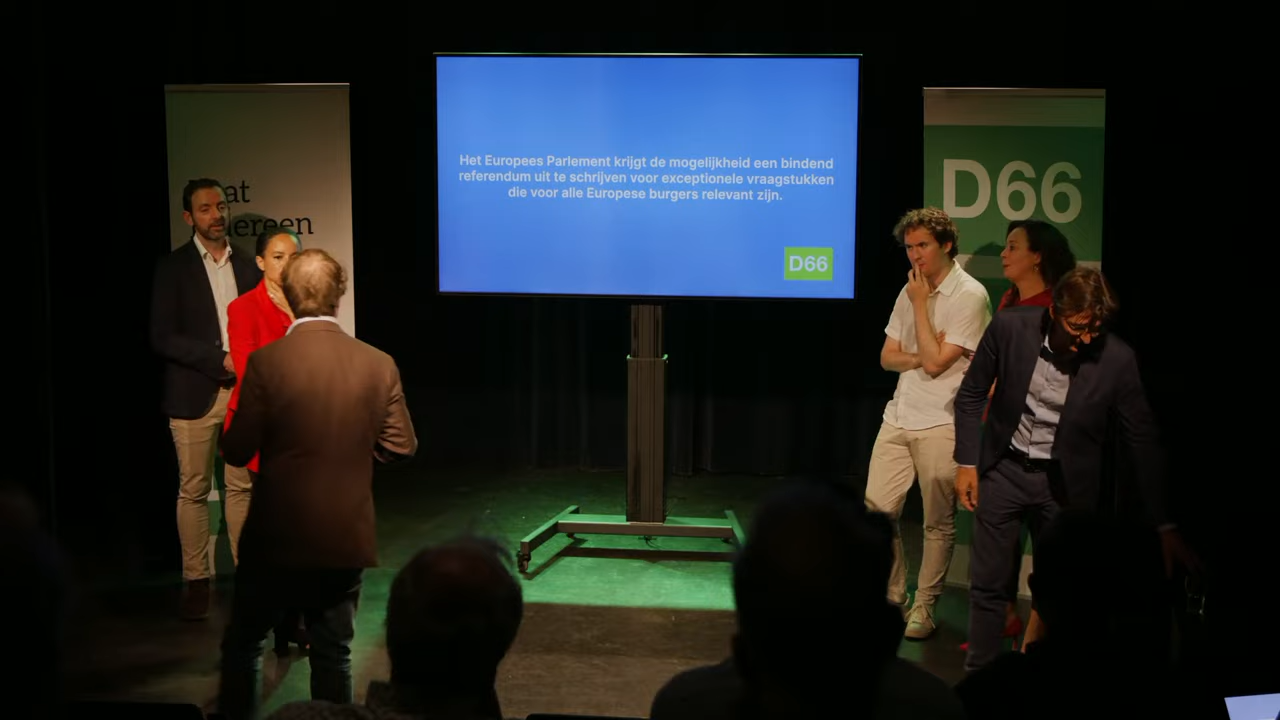 Het Europees Parlement krijgt de mogelijkheid een bindend
referendum uit te schrijven voor exceptionele vraagstukken
die voor alle Europese burgers relevant zijn.
D66
D66